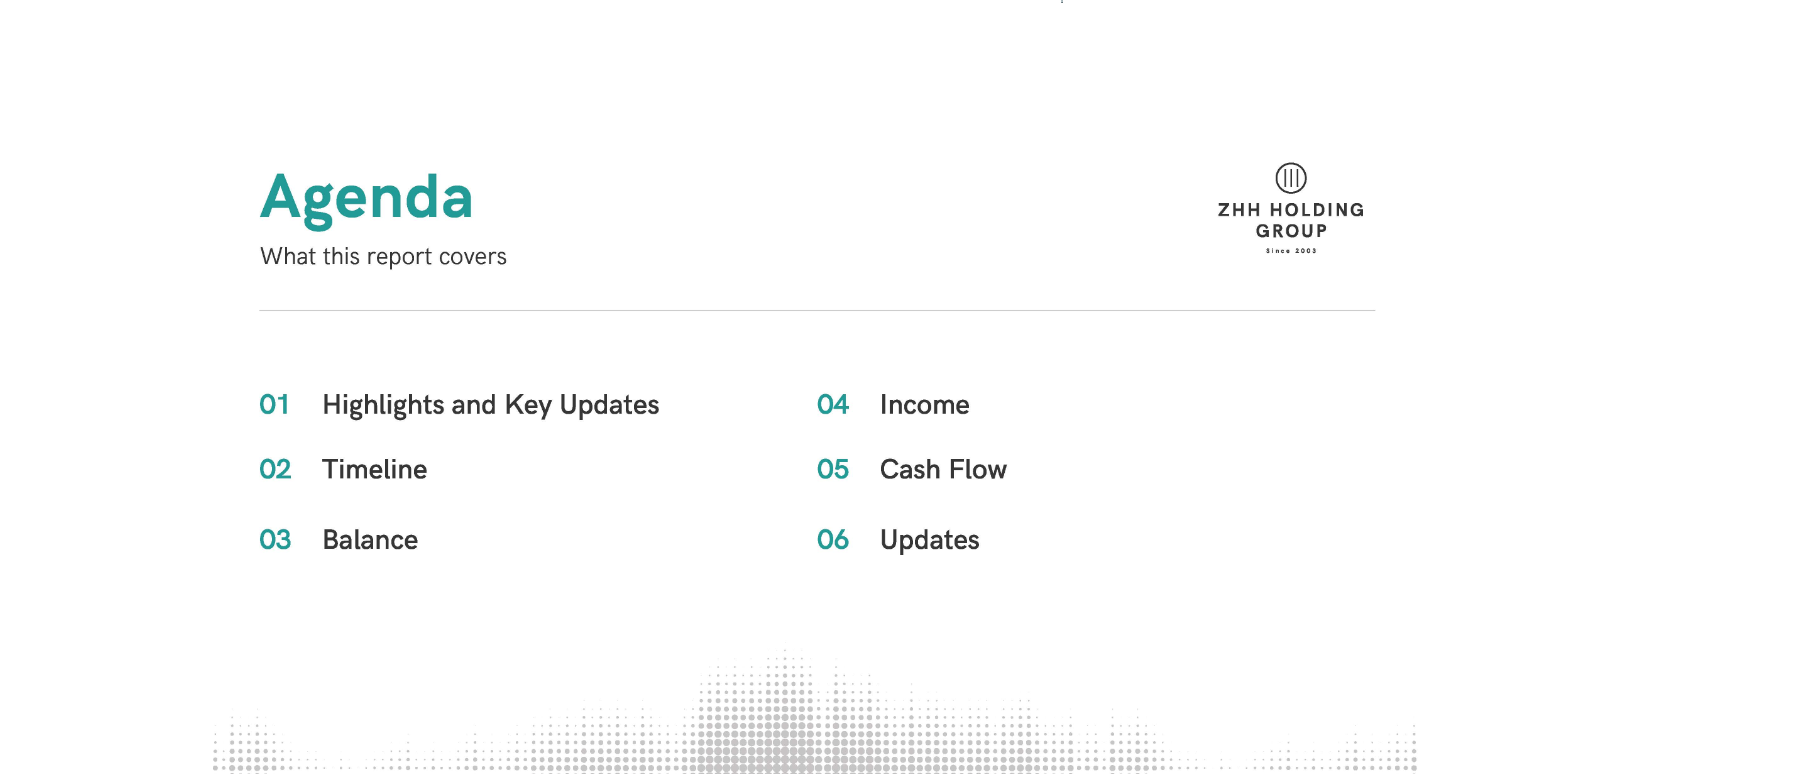 Agenda
What this report covers
ZHH HOLDING
GROUP
Since 2003
01 Highlights and Key Updates
02 Timeline
03 Balance
04 Income
05 Cash Flow
06 Updates